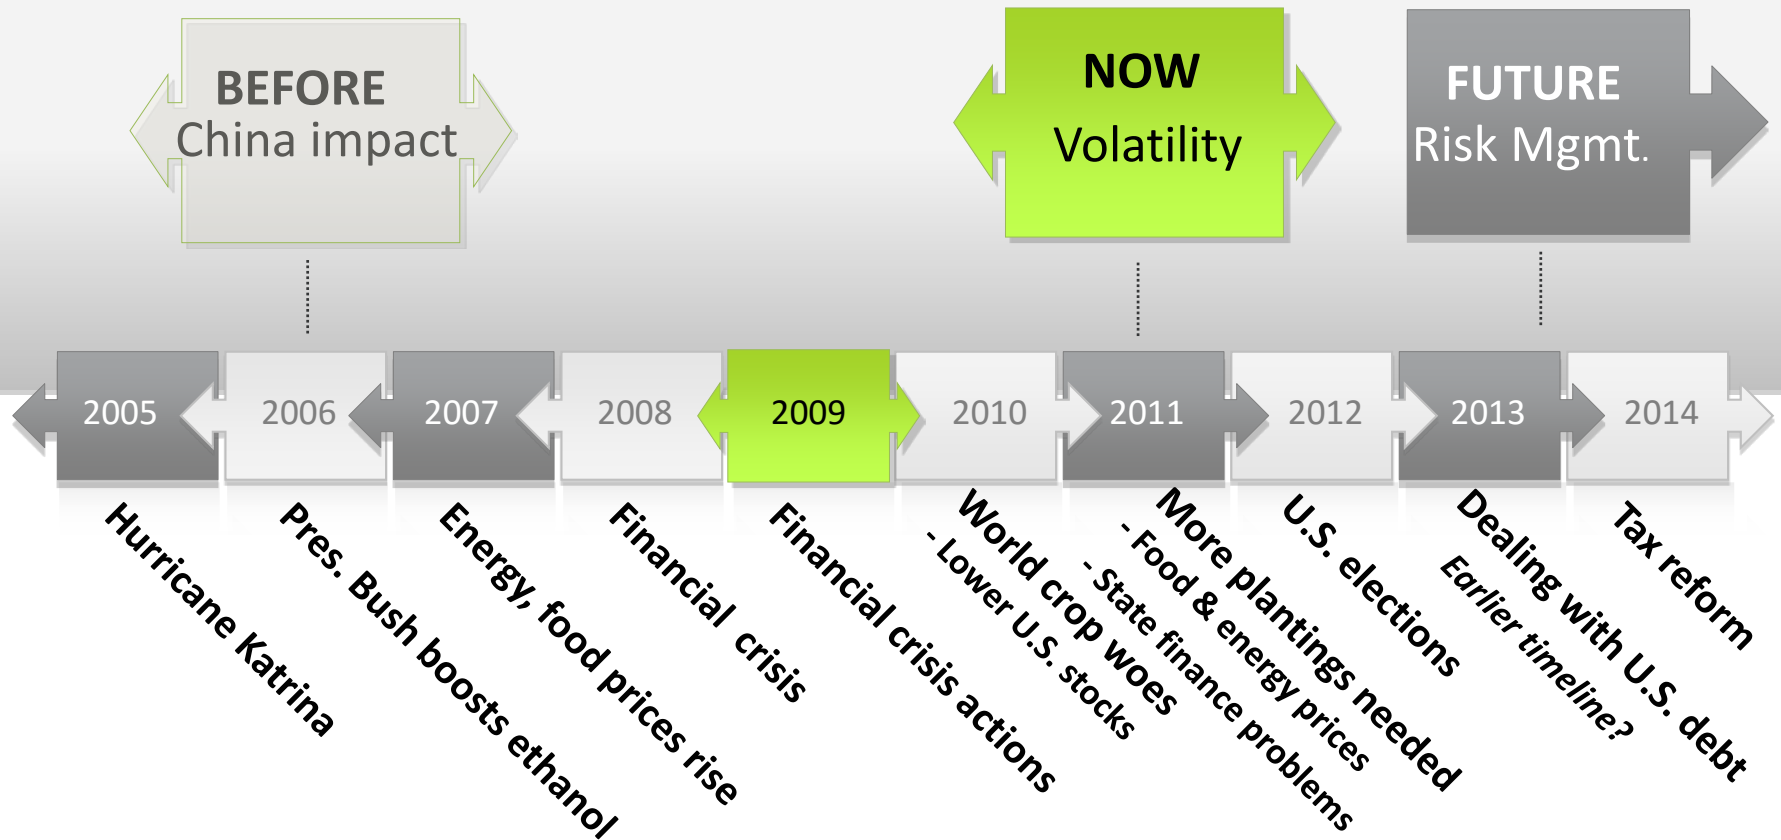 BEFORE
China impact
NOW
Volatility
FUTURE
Risk Mgmt.
2005
2006
2007
2008
2009
2010
2011
2012
2013
2014
Hurricane Katrina
Pres. Bush boosts ethanol
Energy, food prices rise
Financial crisis
Financial crisis actions
World crop woes
- Lower U.S. stocks
More plantings needed
- Food & energy prices
- State finance problems
U.S. elections
Dealing with U.S. debt
Earlier timeline?
Tax reform